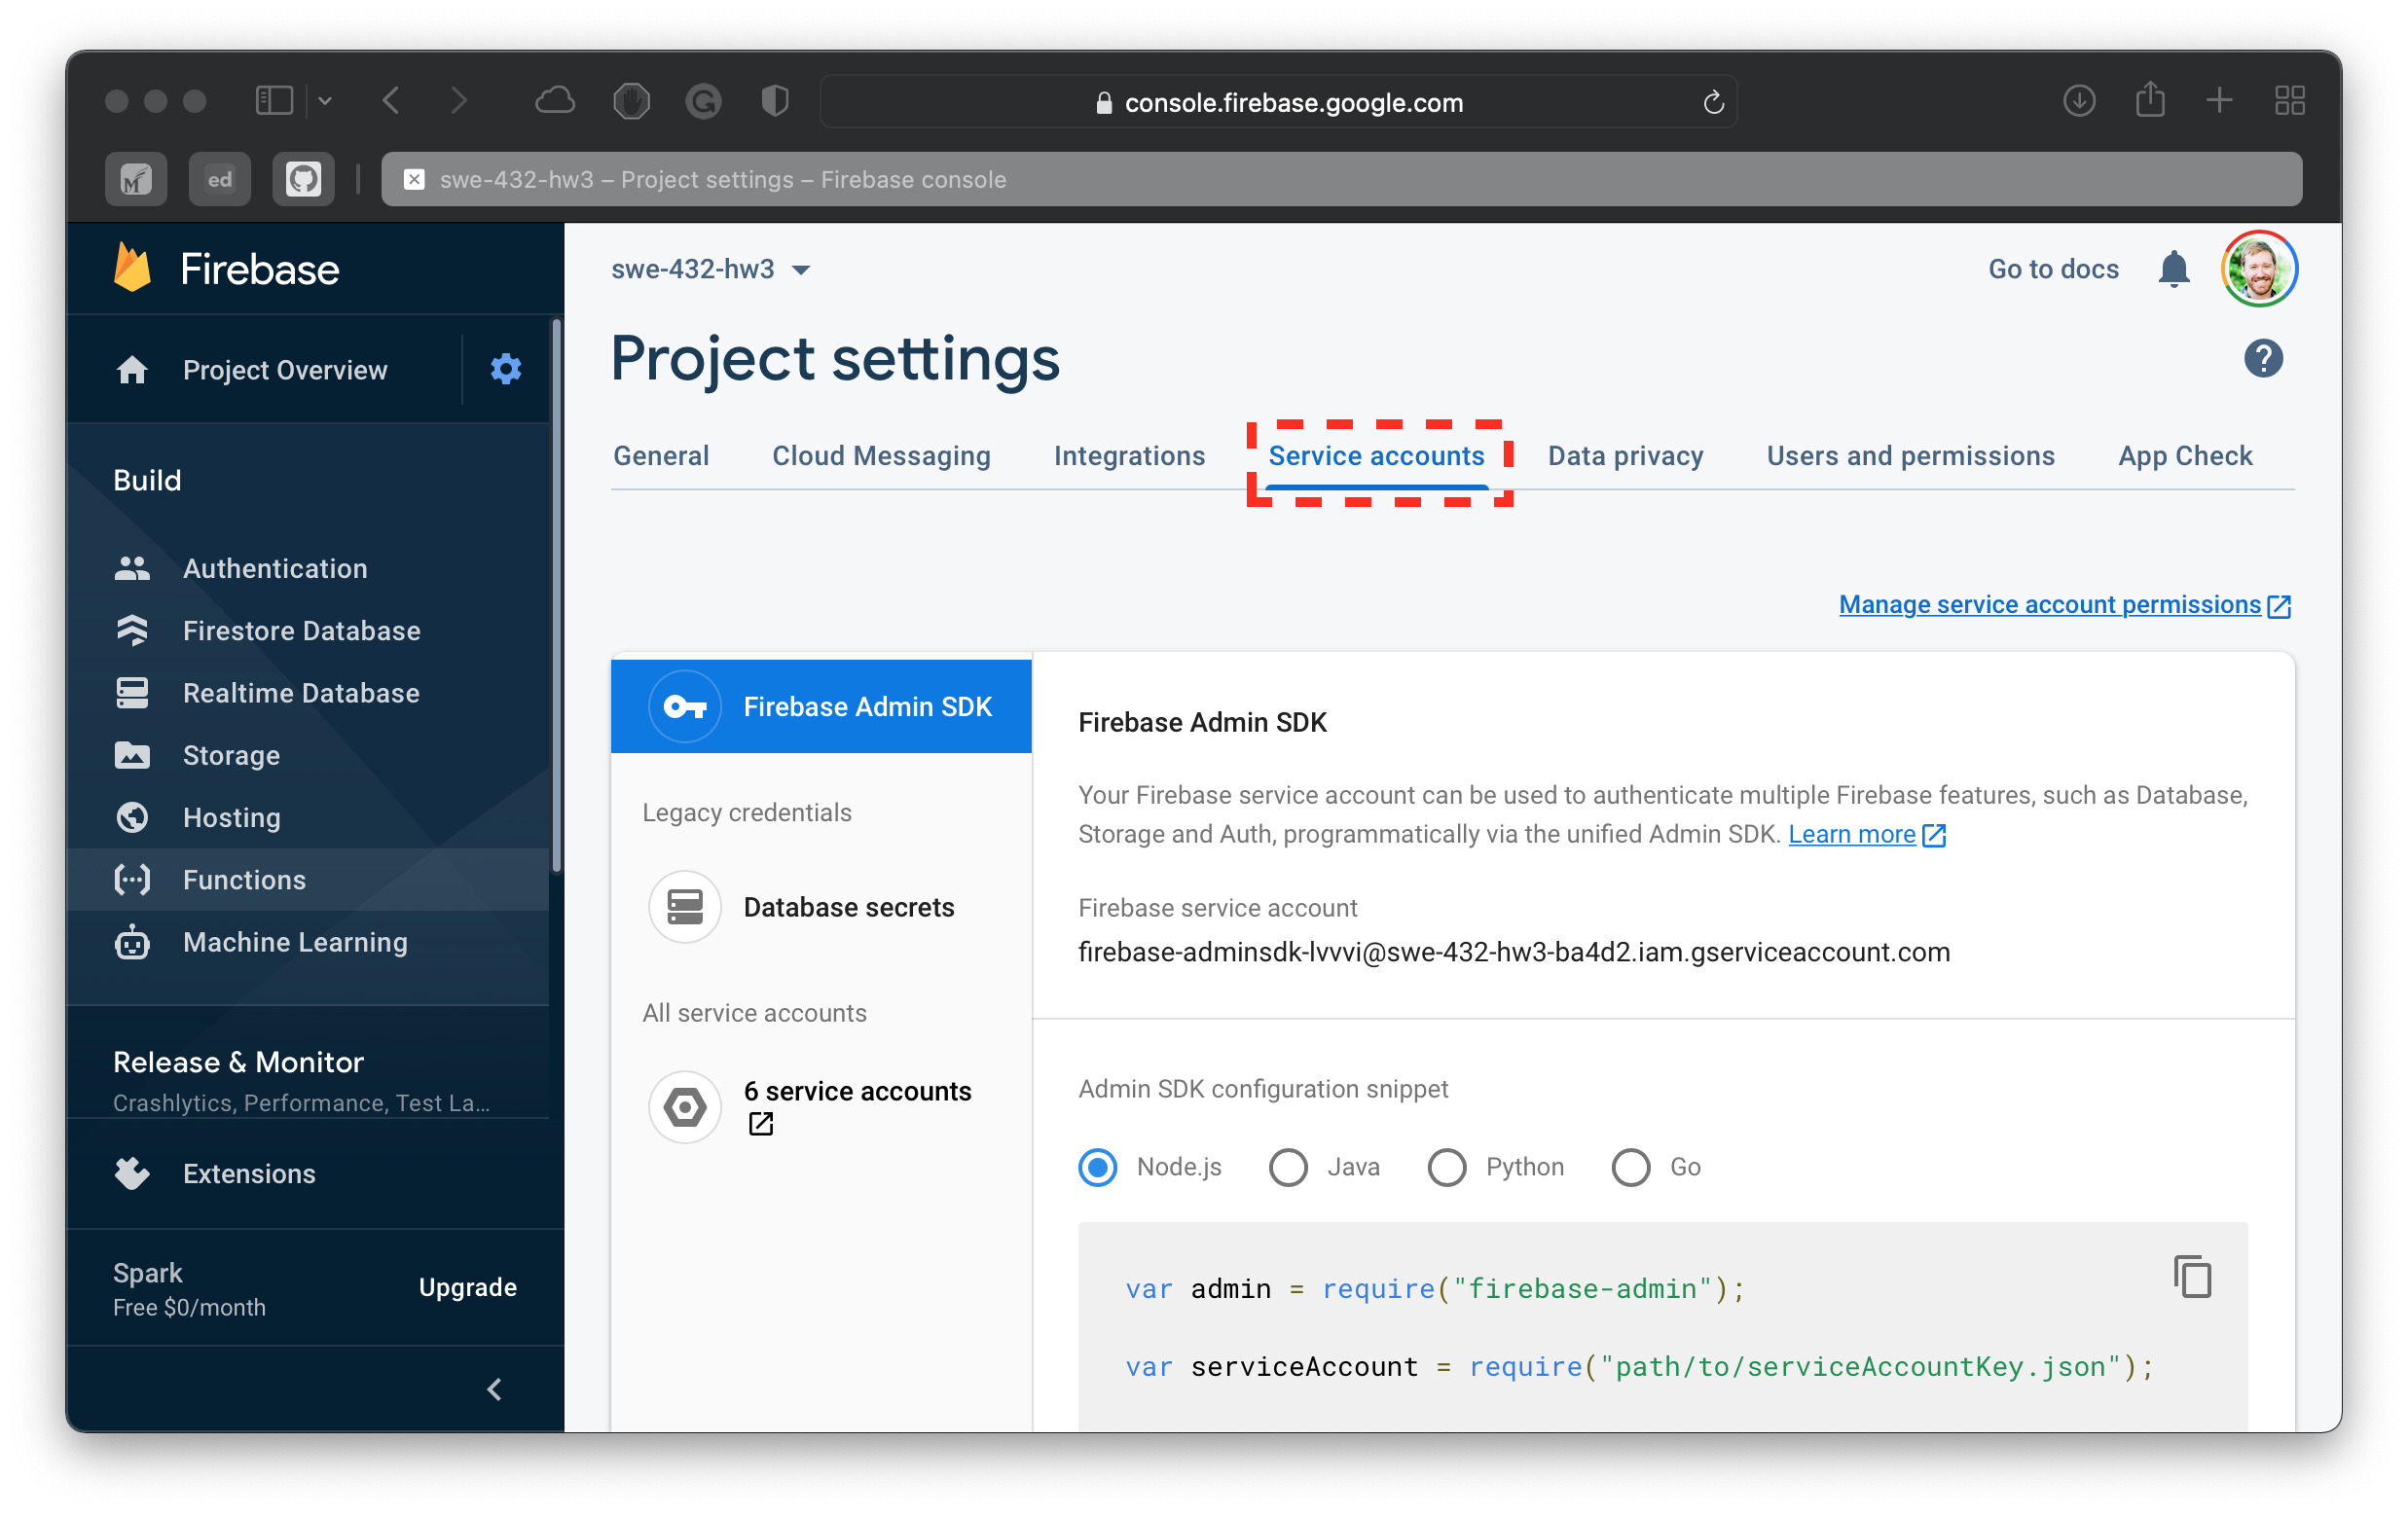 console.firebase.google.com
ed
swe-432-hw3 – Project settings – Firebase console
Firebase
Project Overview
Build
Authentication
Firestore Database
Realtime Database
Storage
Hosting
Functions
Machine Learning
Release & Monitor
Crashlytics, Performance, Test La...
Extensions
Spark
Free $0/month
Upgrade
swe-432-hw3
Go to docs
Project settings
General Cloud Messaging Integrations Service accounts Data privacy Users and permissions App Check
Manage service account permissions
Firebase Admin SDK
Legacy credentials
Database secrets
All service accounts
6 service accounts
Firebase Admin SDK
Your Firebase service account can be used to authenticate multiple Firebase features, such as Database,
Storage and Auth, programmatically via the unified Admin SDK. Learn more
Firebase service account
firebase-adminsdk-lvvvi@swe-432-hw3-ba4d2.iam.gserviceaccount.com
Admin SDK configuration snippet
Node.js Java Python Go
var admin = require("firebase-admin");
var serviceAccount = require("path/to/serviceAccountKey.json");